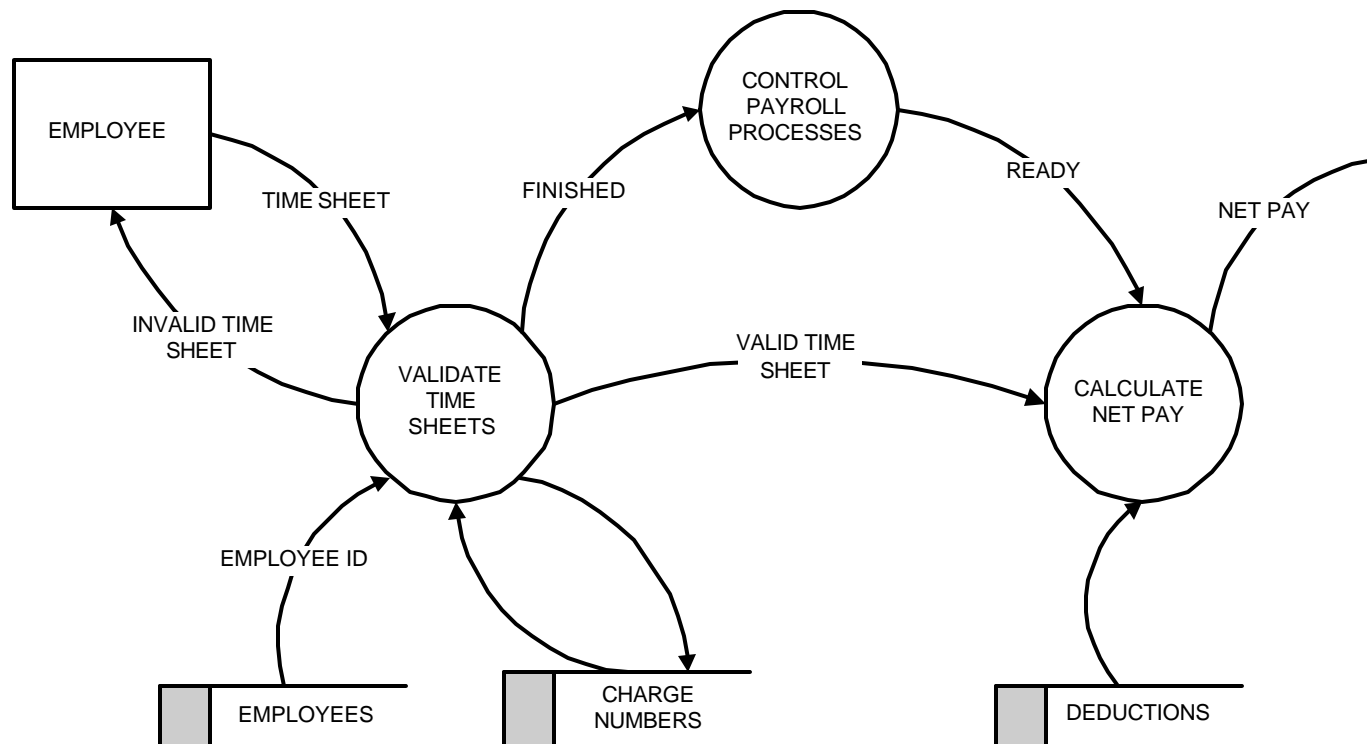 CONTROL
PAYROLL
PROCESSES
EMPLOYEE
READY
FINISHED
TIME SHEET
NET PAY
INVALID TIME
SHEET
VALID TIME
SHEET
VALIDATE
TIME
SHEETS
CALCULATE
NET PAY
EMPLOYEE ID
EMPLOYEES
CHARGE
NUMBERS
DEDUCTIONS